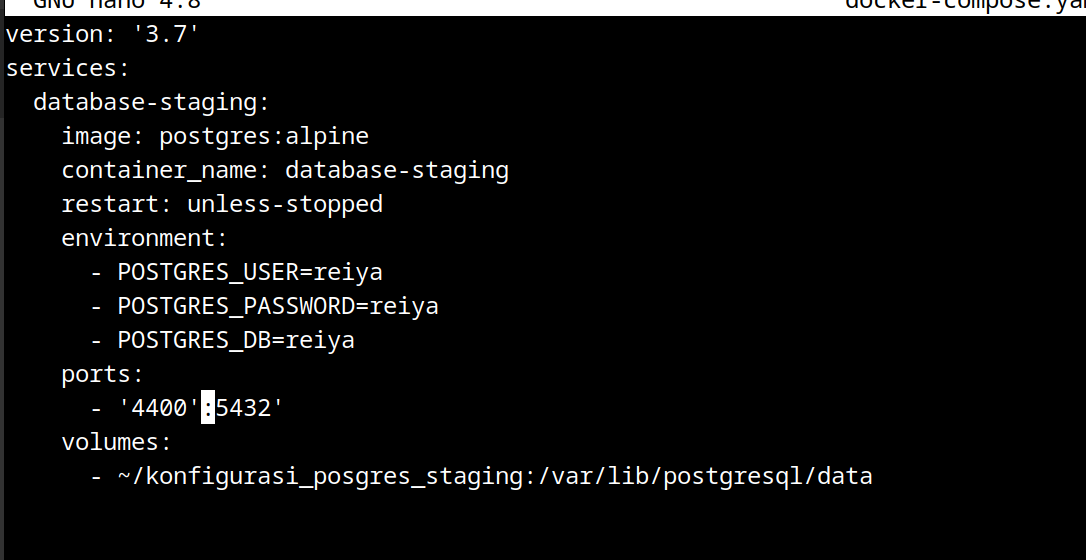 GNU nano 4.8 docker-compose.ya
version: '3.7'
services:
  database-staging:
    image: postgres:alpine
    container_name: database-staging
    restart: unless-stopped
    environment:
      - POSTGRES_USER=reiya
      - POSTGRES_PASSWORD=reiya
      - POSTGRES_DB=reiya
    ports:
      - '4400':5432'
    volumes:
      - ~/konfigurasi_posgres_staging:/var/lib/postgresql/data